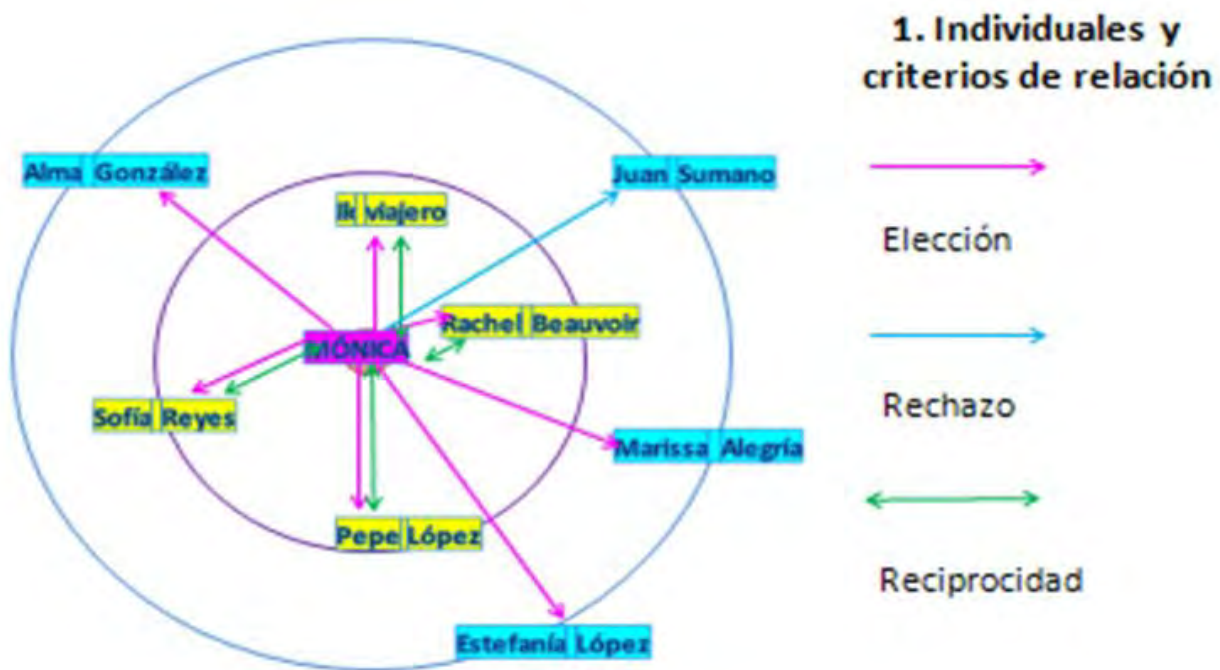 1. Individuales y
criterios de relación
Alma González
Juan Sumano
Ik viajero
Elección
Rachel Beauvoir
MÓNICA
Sofía Reyes
Rechazo
Marissa Alegría
Pepe López
Reciprocidad
Estefanía López